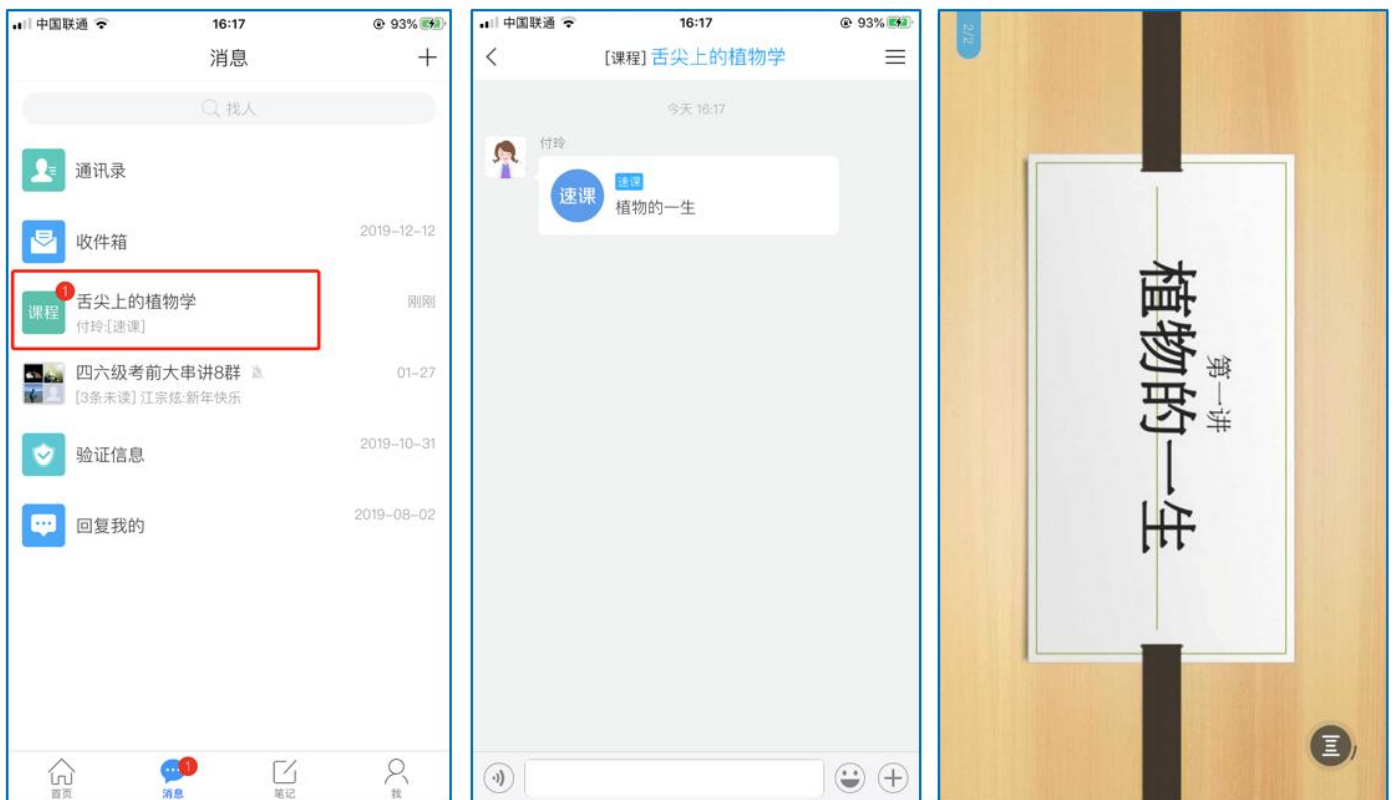 中国联通 16:17 93%
消息
找人
通讯录
收件箱 2019-12-12
课程 1 舌尖上的植物学 刚刚
付玲:[速课]
四六级考前大串讲8群 01-27
[3条未读] 江宗炫:新年快乐
验证信息 2019-10-31
回复我的 2019-08-02
1
首页 消息 笔记 我
中国联通 16:17 93%
[课程] 舌尖上的植物学
今天 16:17
付玲
速课 速课
植物的一生
2/2
第一讲
植物的一生